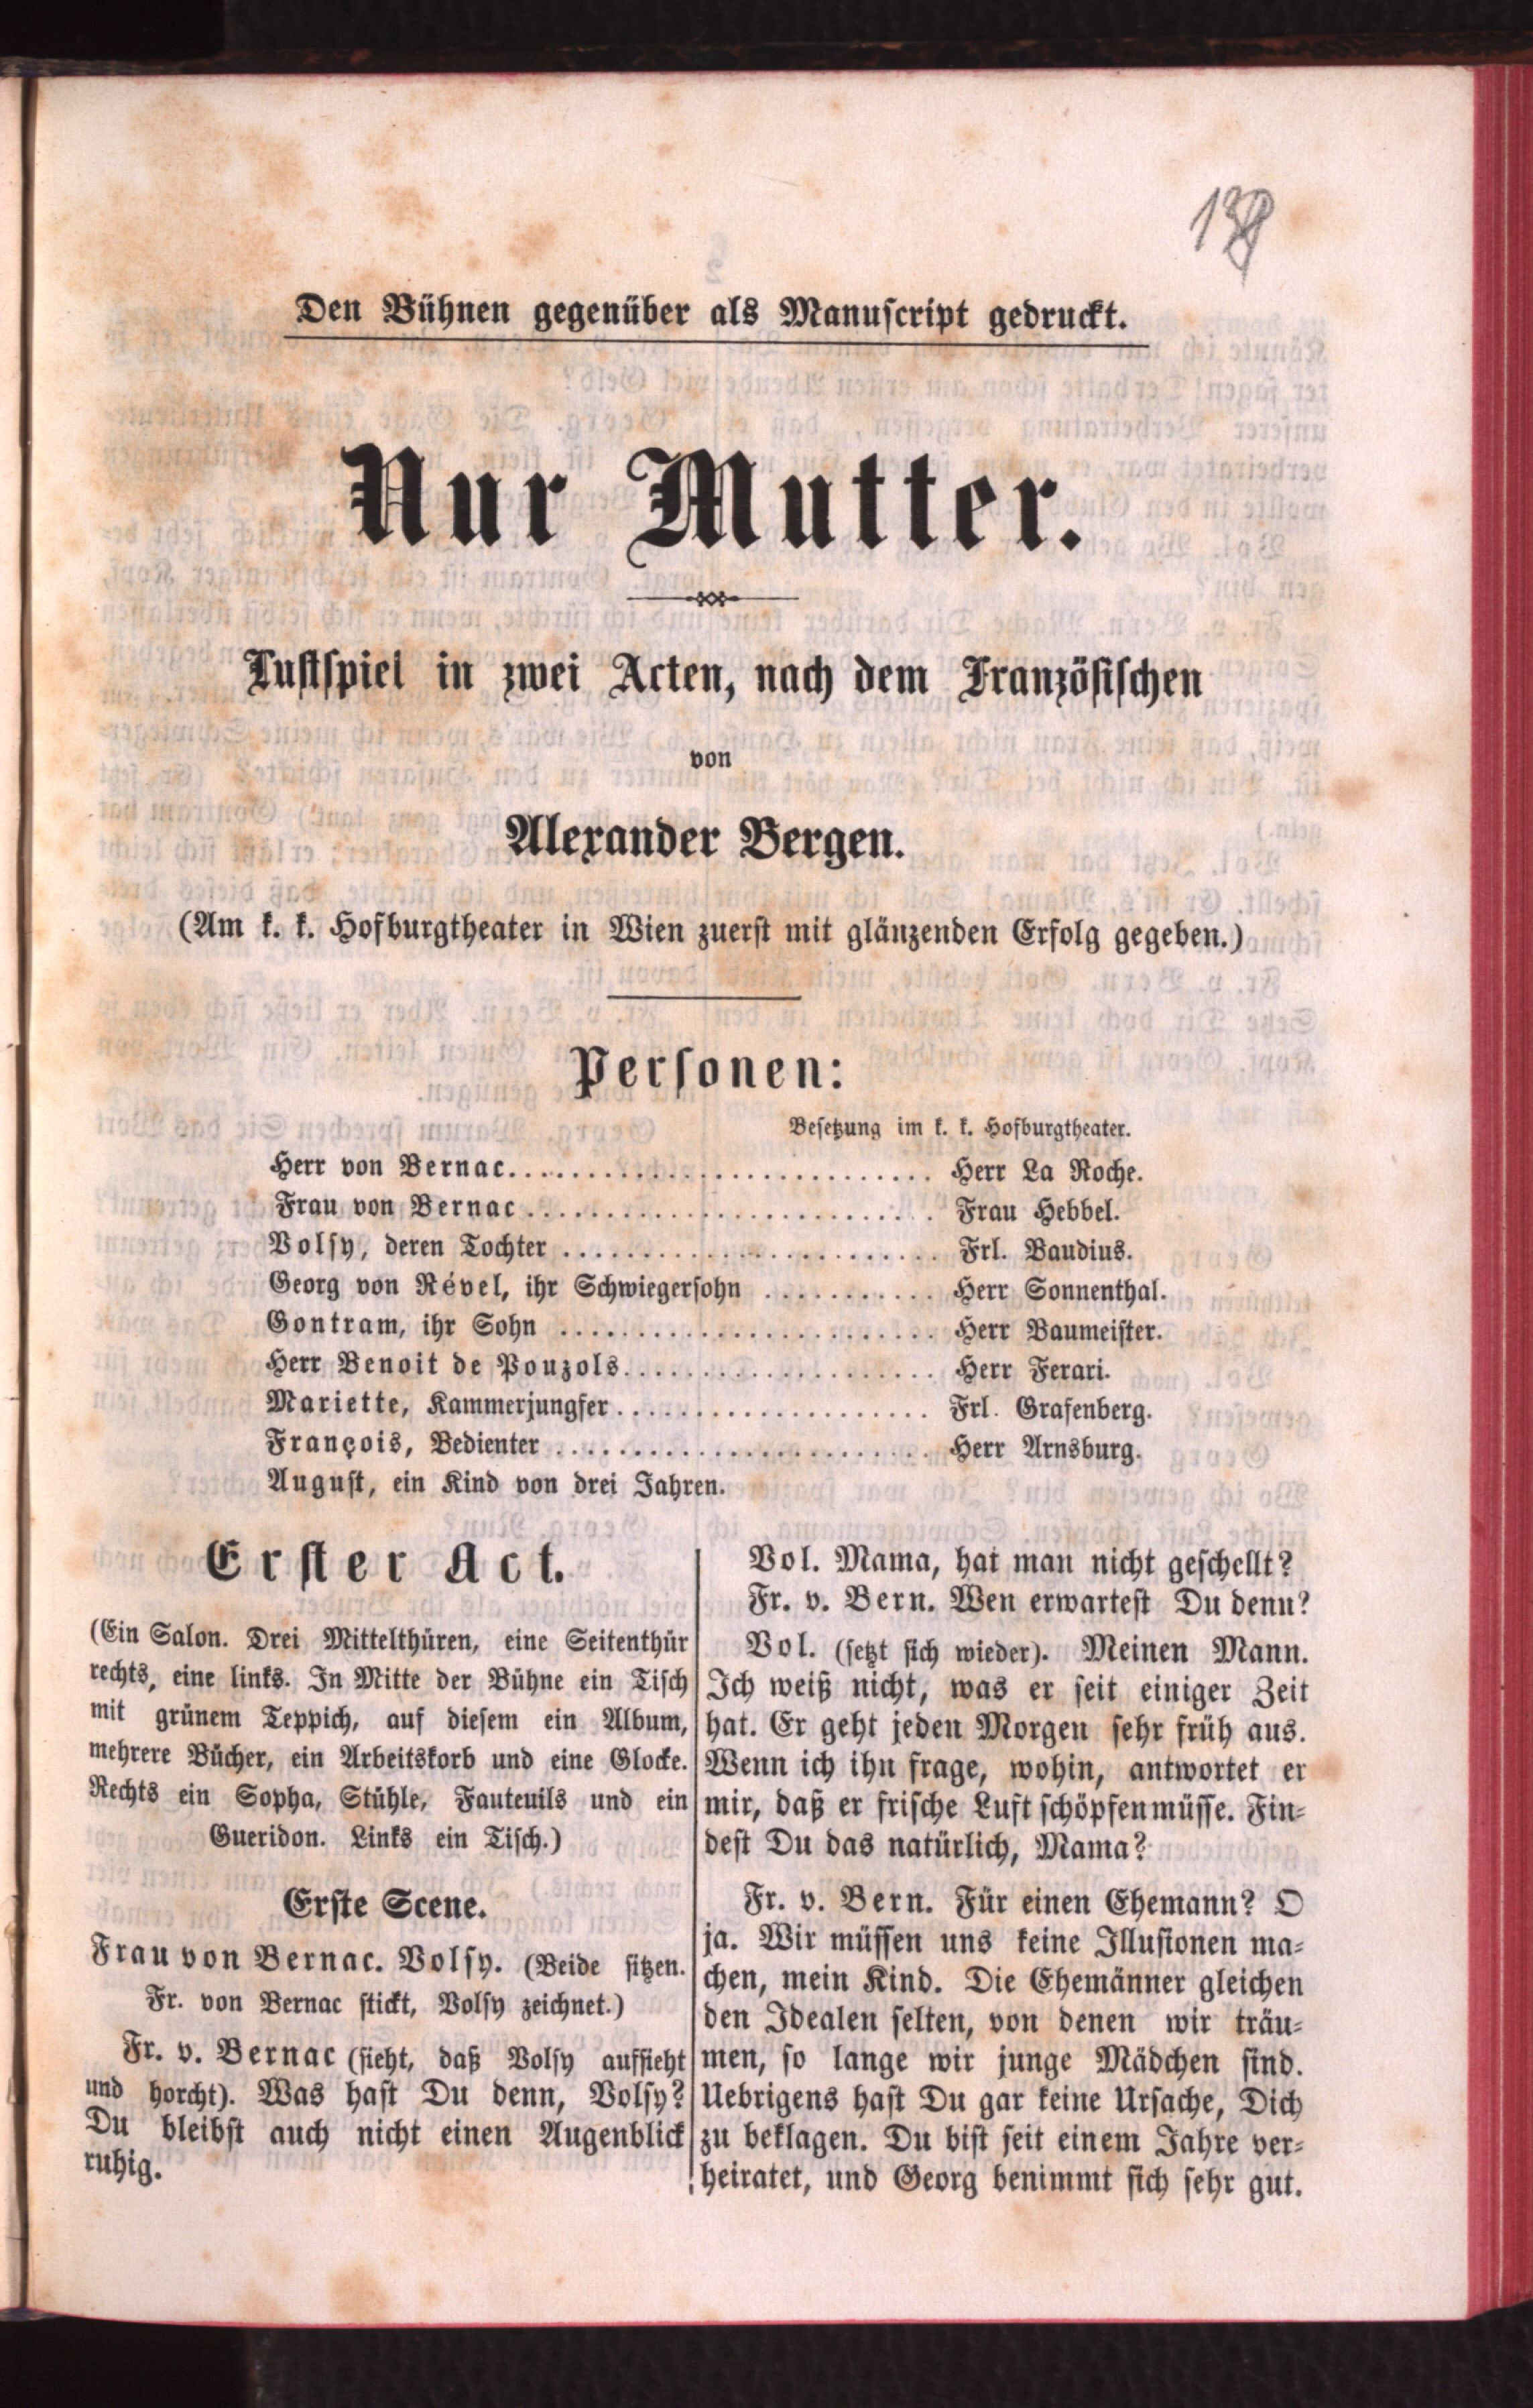 Den Bühnen gegenüber als Manuscript gedruckt.
Nur Mutter.
Lustspiel in zwei Acten, nach dem Französischen
von
Alexander Bergen.
(Am k. k. Hofburgtheater in Wien zuerst mit glänzenden Erfolg gegeben.)
Personen:
Besetzung im k. k. Hofburgtheater.
Herr von Bernac. . . . . . . . . . . . . . . . . . . . . . . . . . . Herr La Roche.
Frau von Bernac . . . . . . . . . . . . . . . . . . . . . . . . . . Frau Hebbel.
Volsy, deren Tochter . . . . . . . . . . . . . . . . . . . . . . . . Frl. Baudius.
Georg von Révél, ihr Schwiegersohn . . . . . . . . . . . Herr Sonnenthal.
Gontram, ihr Sohn . . . . . . . . . . . . . . . . . . . . . . . . Herr Baumeister.
Herr Benoit de Pouzols. . . . . . . . . . . . . . . . . . . . Herr Ferari.
Mariette, Kammerjungfer . . . . . . . . . . . . . . . . . . . . Frl. Grafenberg.
François, Bedienter . . . . . . . . . . . . . . . . . . . . . . . . Herr Arnsburg.
August, ein Kind von drei Jahren.
Erster Act.
(Ein Salon. Drei Mittelthüren, eine Seitenthür
rechts, eine links. In Mitte der Bühne ein Tisch
mit grünem Teppich, auf diesem ein Album,
mehrere Bücher, ein Arbeitskorb und eine Glocke.
Rechts ein Sopha, Stühle, Fauteuils und ein
Gueridon. Links ein Tisch.)
Erste Scene.
Frau von Bernac. Volsy. (Beide sitzen.
Fr. von Bernac stickt, Volsy zeichnet.)
Fr. v. Bernac (sieht, daß Volsy aufsieht
und horcht). Was hast Du denn, Volsy?
Du bleibst auch nicht einen Augenblick
ruhig.
Vol. Mama, hat man nicht geschellt?
Fr. v. Bern. Wen erwartest Du denn?
Vol. (setzt sich wieder). Meinen Mann.
Ich weiß nicht, was er seit einiger Zeit
hat. Er geht jeden Morgen sehr früh aus.
Wenn ich ihn frage, wohin, antwortet er
mir, daß er frische Luft schöpfen müsse. Fin-
dest Du das natürlich, Mama?
Fr. v. Bern. Für einen Ehemann? O
ja. Wir müssen uns keine Illusionen ma-
chen, mein Kind. Die Ehemänner gleichen
den Idealen selten, von denen wir träu-
men, so lange wir junge Mädchen sind.
Uebrigens hast Du gar keine Ursache, Dich
zu beklagen. Du bist seit einem Jahre ver-
heiratet, und Georg benimmt sich sehr gut.